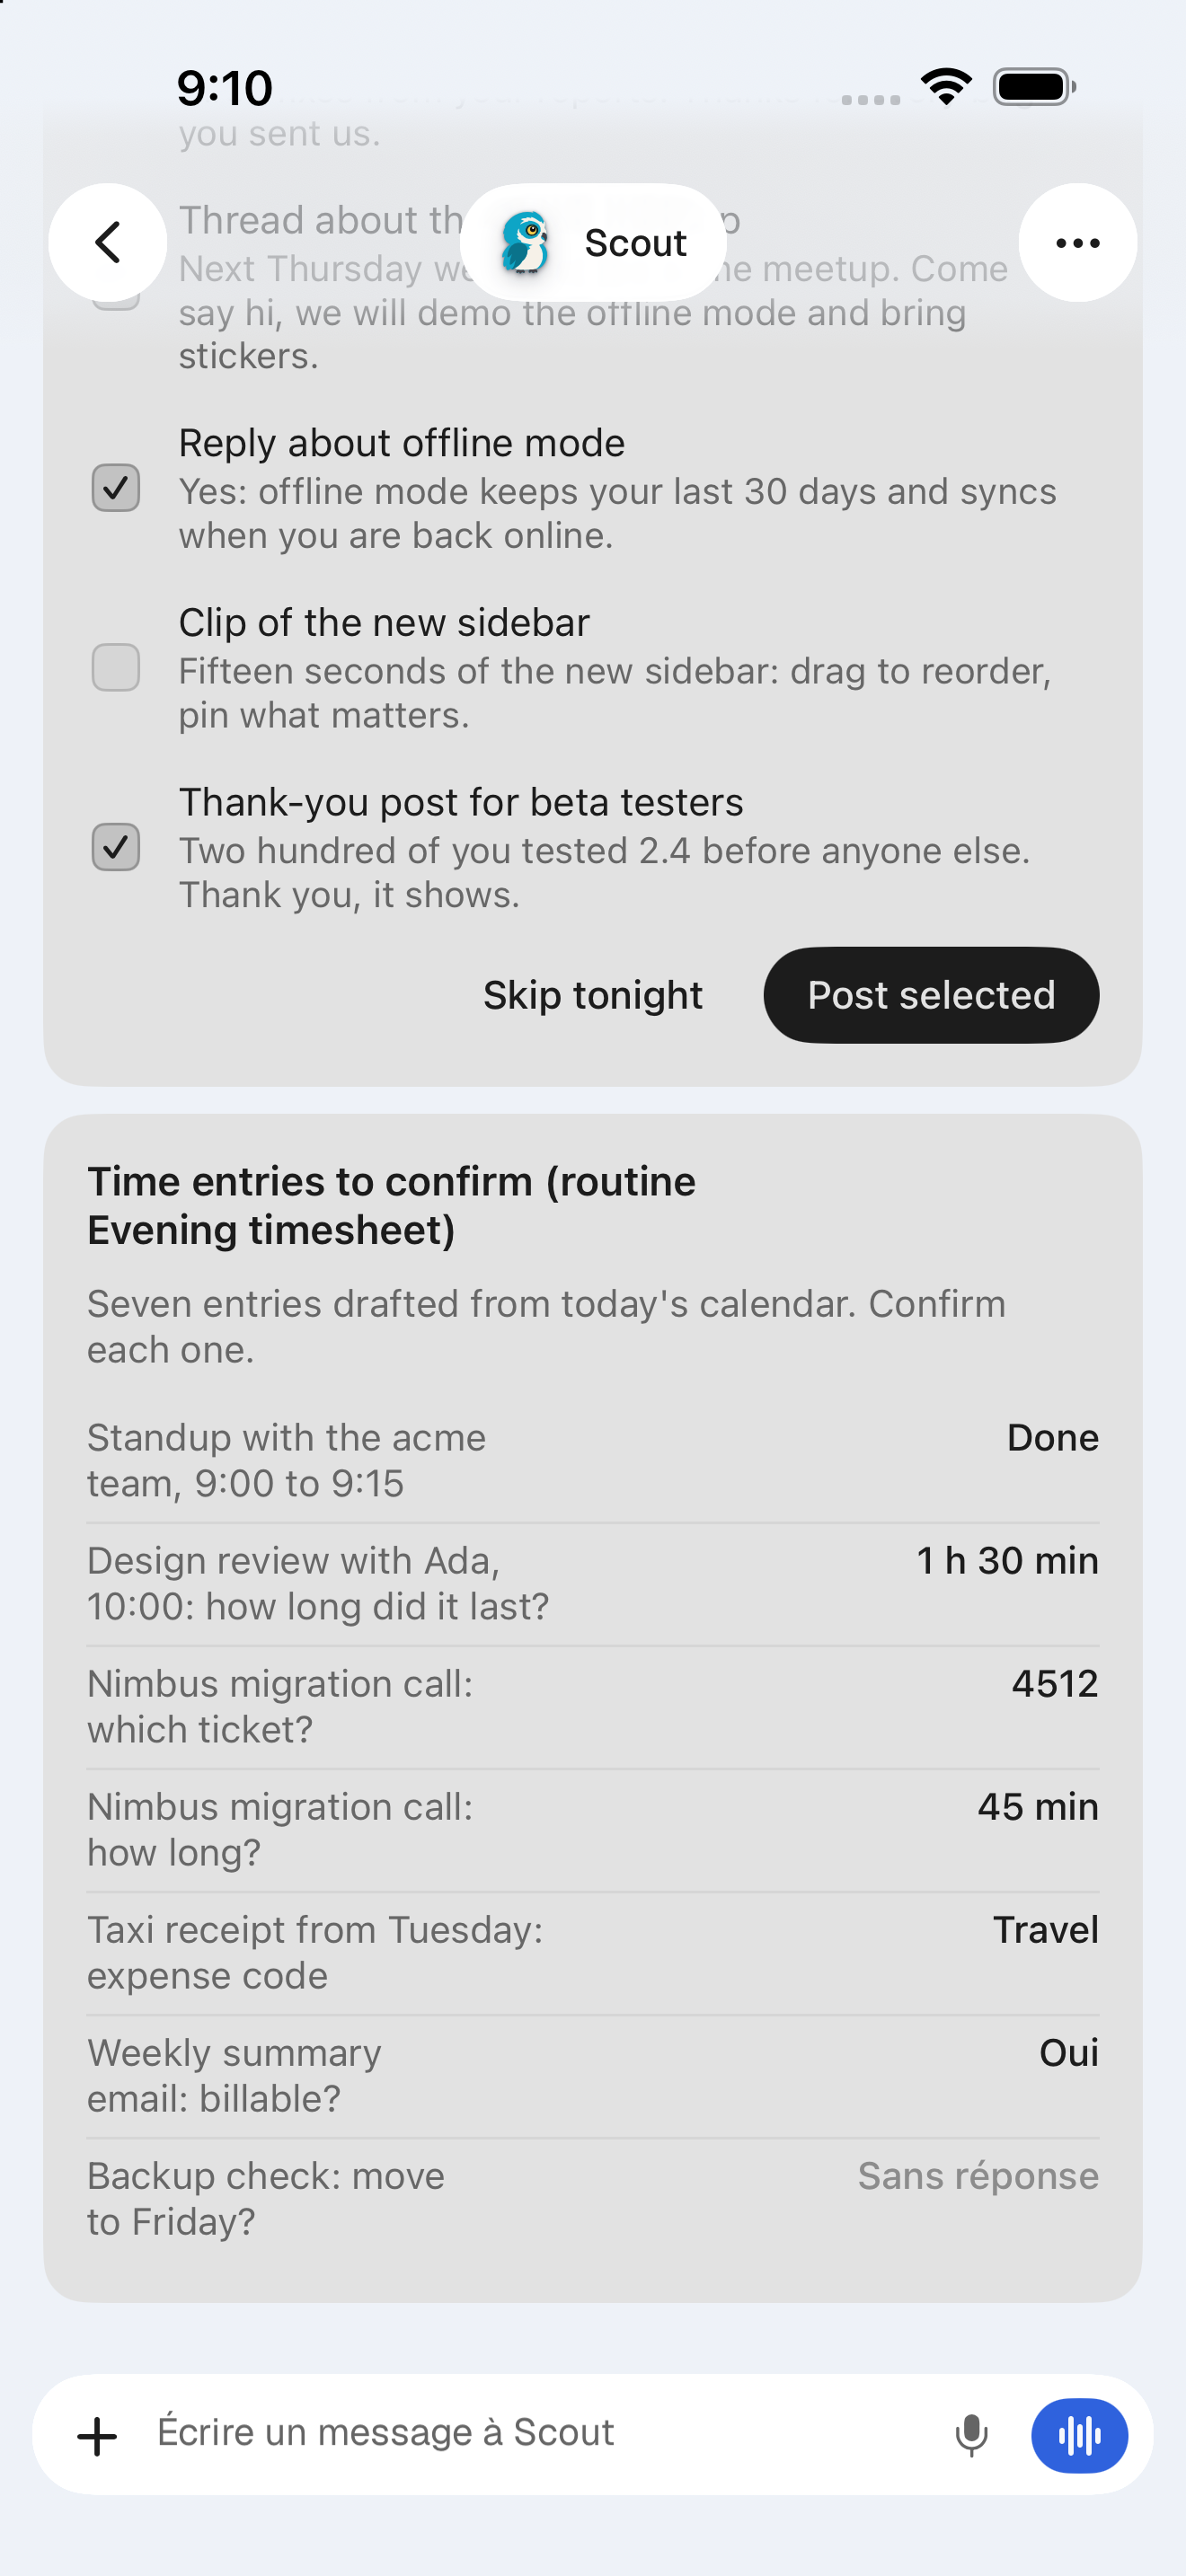 9:10
you sent us.
Scout
Thread about
Next Thursday meetup. Come
say hi, we will demo the offline mode and bring
stickers.
Reply about offline mode
Yes: offline mode keeps your last 30 days and syncs
when you are back online.
Clip of the new sidebar
Fifteen seconds of the new sidebar: drag to reorder,
pin what matters.
Thank-you post for beta testers
Two hundred of you tested 2.4 before anyone else.
Thank you, it shows.
Skip tonight
Post selected
Time entries to confirm (routine
Evening timesheet)
Seven entries drafted from today's calendar. Confirm
each one.
Standup with the acme
team, 9:00 to 9:15
Done
Design review with Ada,
10:00: how long did it last?
1 h 30 min
Nimbus migration call:
which ticket?
4512
Nimbus migration call:
how long?
45 min
Taxi receipt from Tuesday:
expense code
Travel
Weekly summary
email: billable?
Oui
Backup check: move
to Friday?
Sans réponse
Écrire un message à Scout